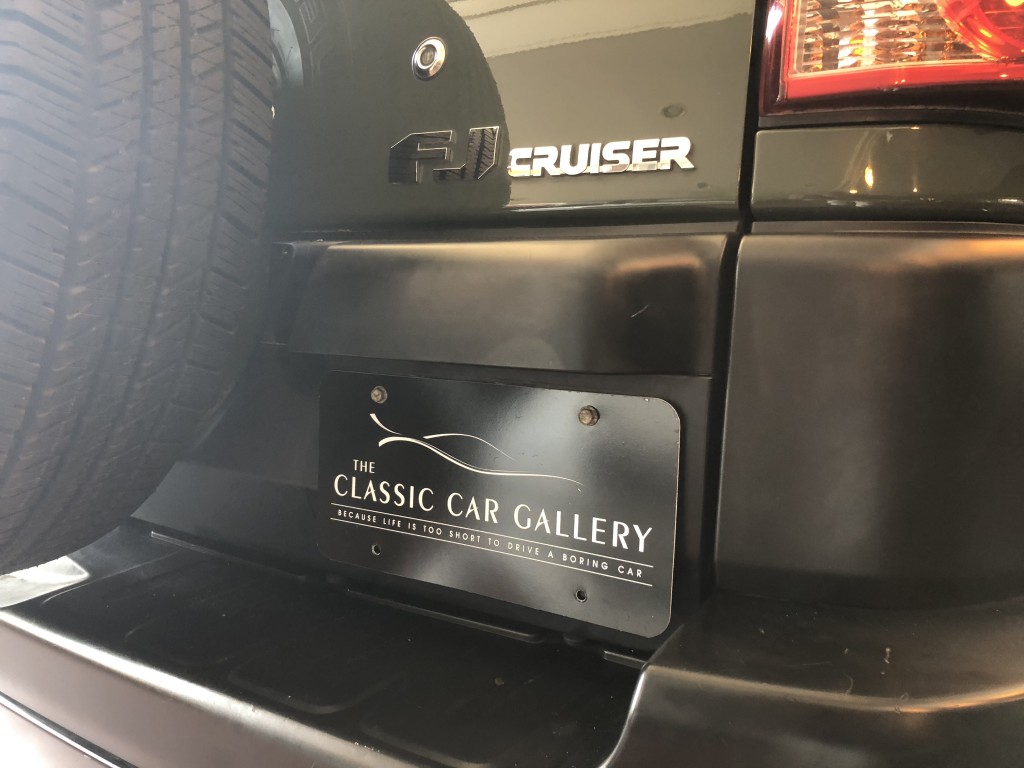 FJ CRUISER
THE
CLASSIC CAR GALLERY
BECAUSE LIFE IS TOO SHORT TO DRIVE A BORING CAR